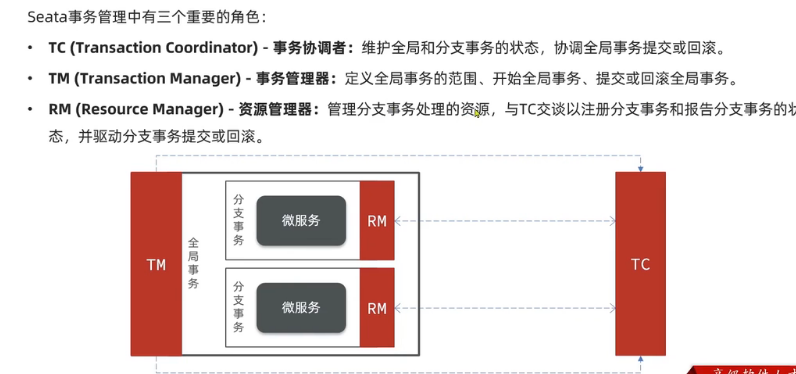 Seata事务管理中有三个重要的角色：
• TC (Transaction Coordinator) - 事务协调者：维护全局和分支事务的状态，协调全局事务提交或回滚。
• TM (Transaction Manager) - 事务管理器：定义全局事务的范围、开始全局事务、提交或回滚全局事务。
• RM (Resource Manager) - 资源管理器：管理分支事务处理的资源，与TC交谈以注册分支事务和报告分支事务的状
态，并驱动分支事务提交或回滚。
TM
全局事务
分支事务
微服务
RM
分支事务
微服务
RM
TC
高级软件人才